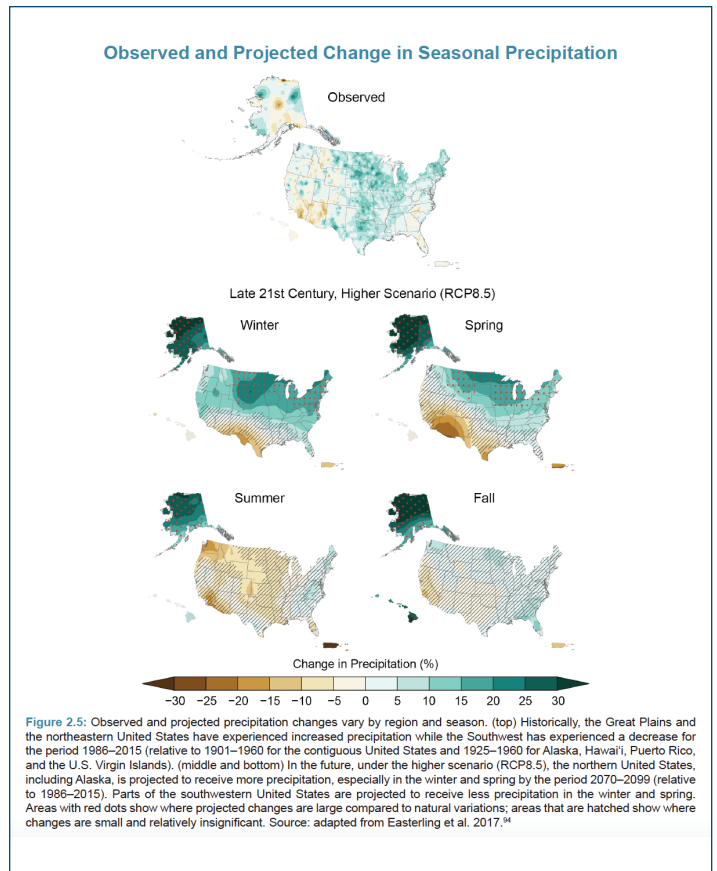 Observed and Projected Change in Seasonal Precipitation
Observed
Late 21st Century, Higher Scenario (RCP8.5)
Winter
Spring
Summer
Fall
Change in Precipitation (%)
−30 −25 −20 −15 −10 −5 0 5 10 15 20 25 30
Figure 2.5: Observed and projected precipitation changes vary by region and season. (top) Historically, the Great Plains and
the northeastern United States have experienced increased precipitation while the Southwest has experienced a decrease for
the period 1986–2015 (relative to 1901–1960 for the contiguous United States and 1925–1960 for Alaska, Hawai‘i, Puerto Rico,
and the U.S. Virgin Islands). (middle and bottom) In the future, under the higher scenario (RCP8.5), the northern United States,
including Alaska, is projected to receive more precipitation, especially in the winter and spring by the period 2070–2099 (relative
to 1986–2015). Parts of the southwestern United States are projected to receive less precipitation in the winter and spring.
Areas with red dots show where projected changes are large compared to natural variations; areas that are hatched show where
changes are small and relatively insignificant. Source: adapted from Easterling et al. 2017.⁹⁴